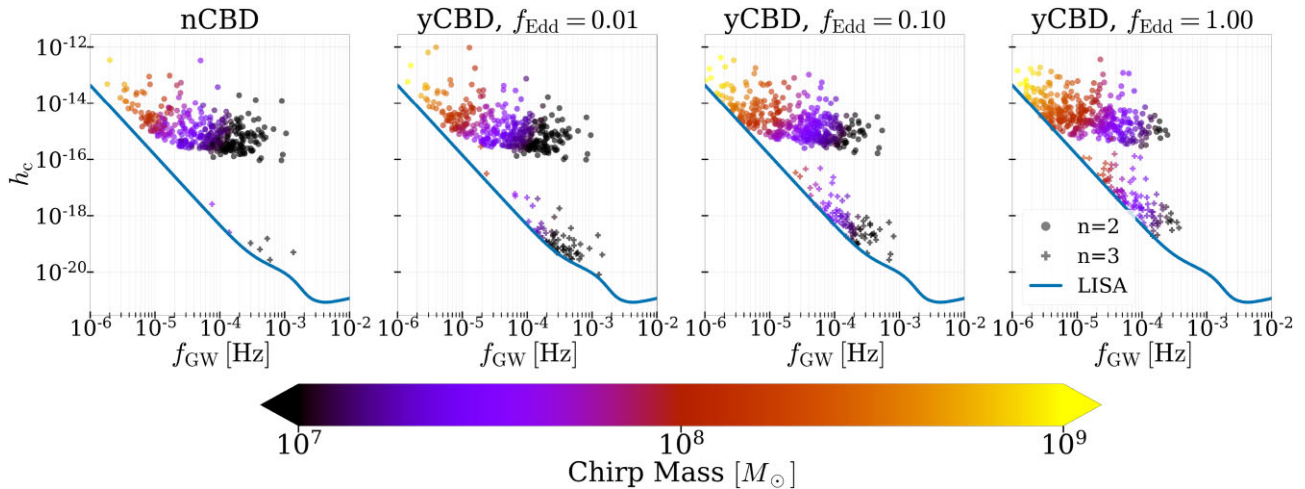 nCBD
yCBD, f_Edd = 0.01
yCBD, f_Edd = 0.10
yCBD, f_Edd = 1.00
h_c
10^-12
10^-14
10^-16
10^-18
10^-20
n=2
n=3
LISA
10^-6 10^-5 10^-4 10^-3 10^-2
10^-6 10^-5 10^-4 10^-3 10^-2
10^-6 10^-5 10^-4 10^-3 10^-2
10^-6 10^-5 10^-4 10^-3 10^-2
f_GW [Hz]
f_GW [Hz]
f_GW [Hz]
f_GW [Hz]
10^7 10^8 10^9
Chirp Mass [M_⊙]